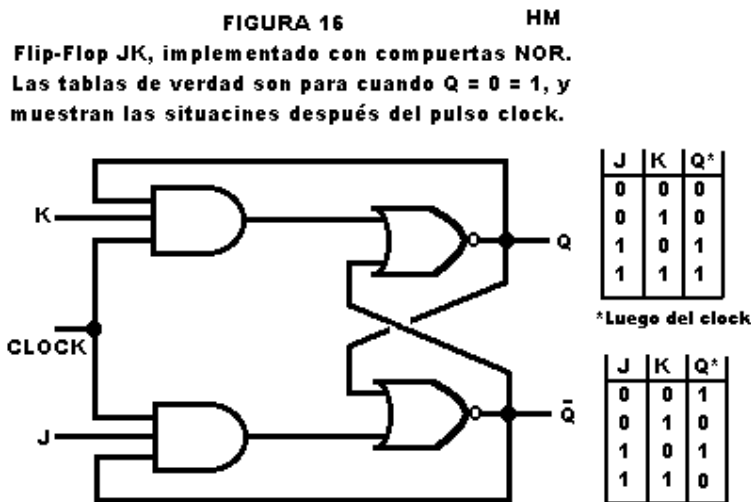 FIGURA 16
HM
Flip-Flop JK, implementado con compuertas NOR.
Las tablas de verdad son para cuando Q = 0 = 1, y
muestran las situacines después del pulso clock.
J K Q*
0 0 0
0 1 0
1 0 1
1 1 1
*Luego del clock
K
Q
CLOCK
J
Q̄
J K Q*
0 0 1
0 1 0
1 0 1
1 1 0